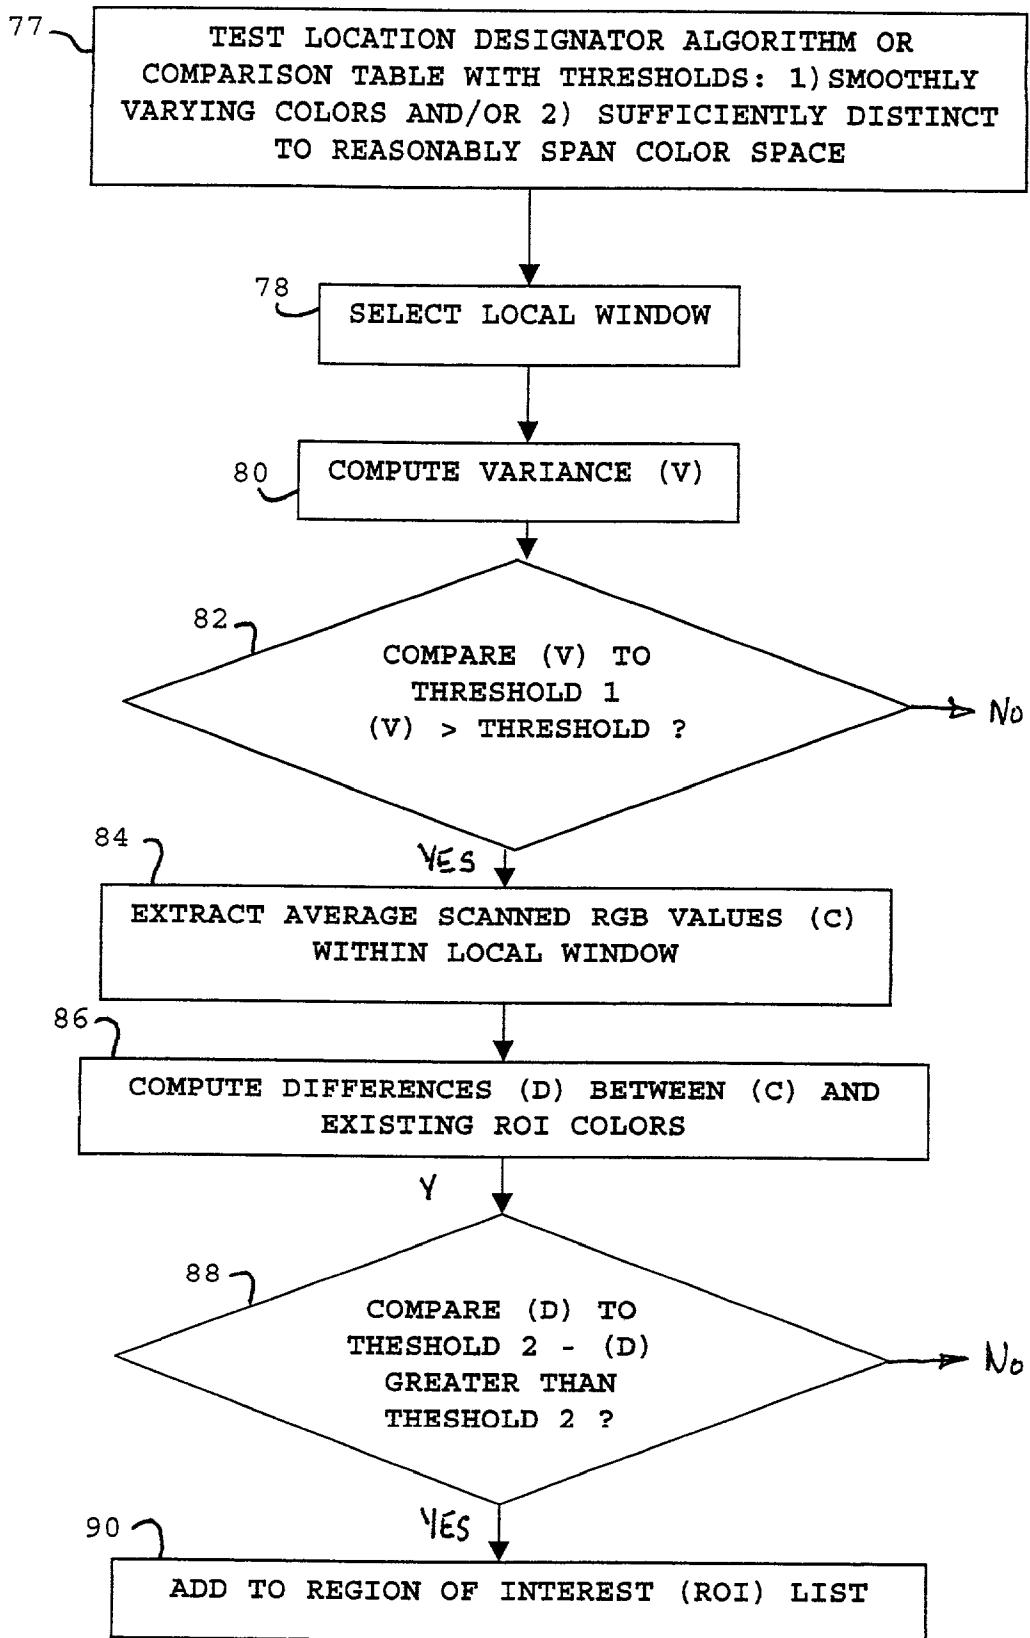 77
TEST LOCATION DESIGNATOR ALGORITHM OR
COMPARISON TABLE WITH THRESHOLDS: 1) SMOOTHLY
VARYING COLORS AND/OR 2) SUFFICIENTLY DISTINCT
TO REASONABLY SPAN COLOR SPACE
78
SELECT LOCAL WINDOW
80
COMPUTE VARIANCE (V)
82
COMPARE (V) TO
THRESHOLD 1
(V) > THRESHOLD ?
NO
YES
84
EXTRACT AVERAGE SCANNED RGB VALUES (C)
WITHIN LOCAL WINDOW
86
COMPUTE DIFFERENCES (D) BETWEEN (C) AND
EXISTING ROI COLORS
Y
88
COMPARE (D) TO
THESHOLD 2 - (D)
GREATER THAN
THESHOLD 2 ?
No
YES
90
ADD TO REGION OF INTEREST (ROI) LIST